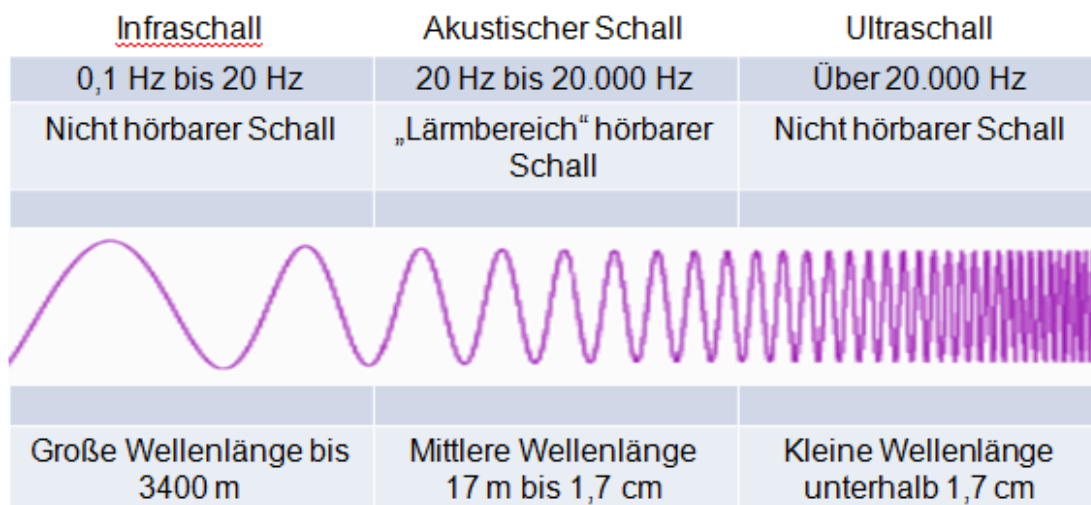 Infraschall
Akustischer Schall
Ultraschall
0,1 Hz bis 20 Hz
20 Hz bis 20.000 Hz
Über 20.000 Hz
Nicht hörbarer Schall
„Lärmbereich“ hörbarer
Schall
Nicht hörbarer Schall
Große Wellenlänge bis
3400 m
Mittlere Wellenlänge
17 m bis 1,7 cm
Kleine Wellenlänge
unterhalb 1,7 cm